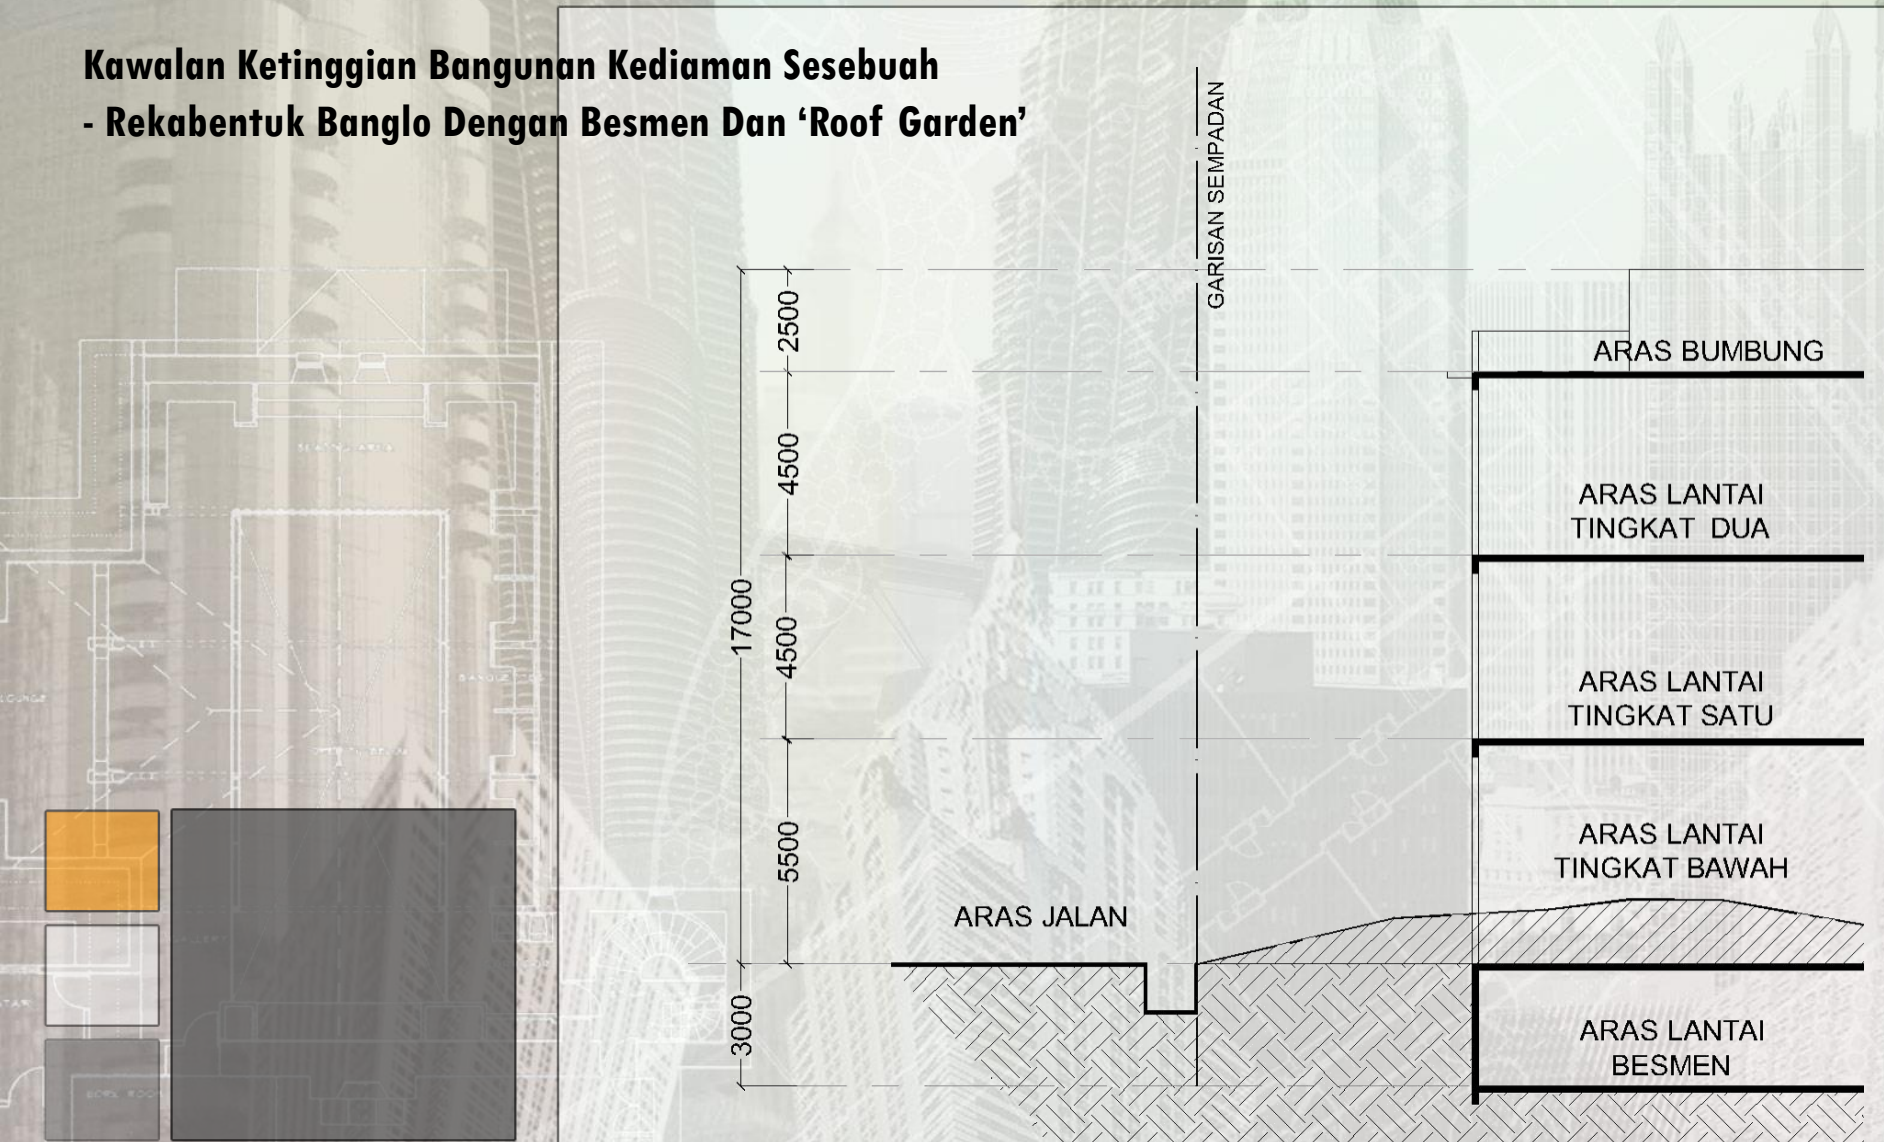 Kawalan Ketinggian Bangunan Kediaman Sesebuah
- Rekabentuk Banglo Dengan Besmen Dan ‘Roof Garden’
GARISAN SEMPADAN
2500
4500
17000
4500
5500
3000
ARAS BUMBUNG
ARAS LANTAI
TINGKAT DUA
ARAS LANTAI
TINGKAT SATU
ARAS LANTAI
TINGKAT BAWAH
ARAS JALAN
ARAS LANTAI
BESMEN